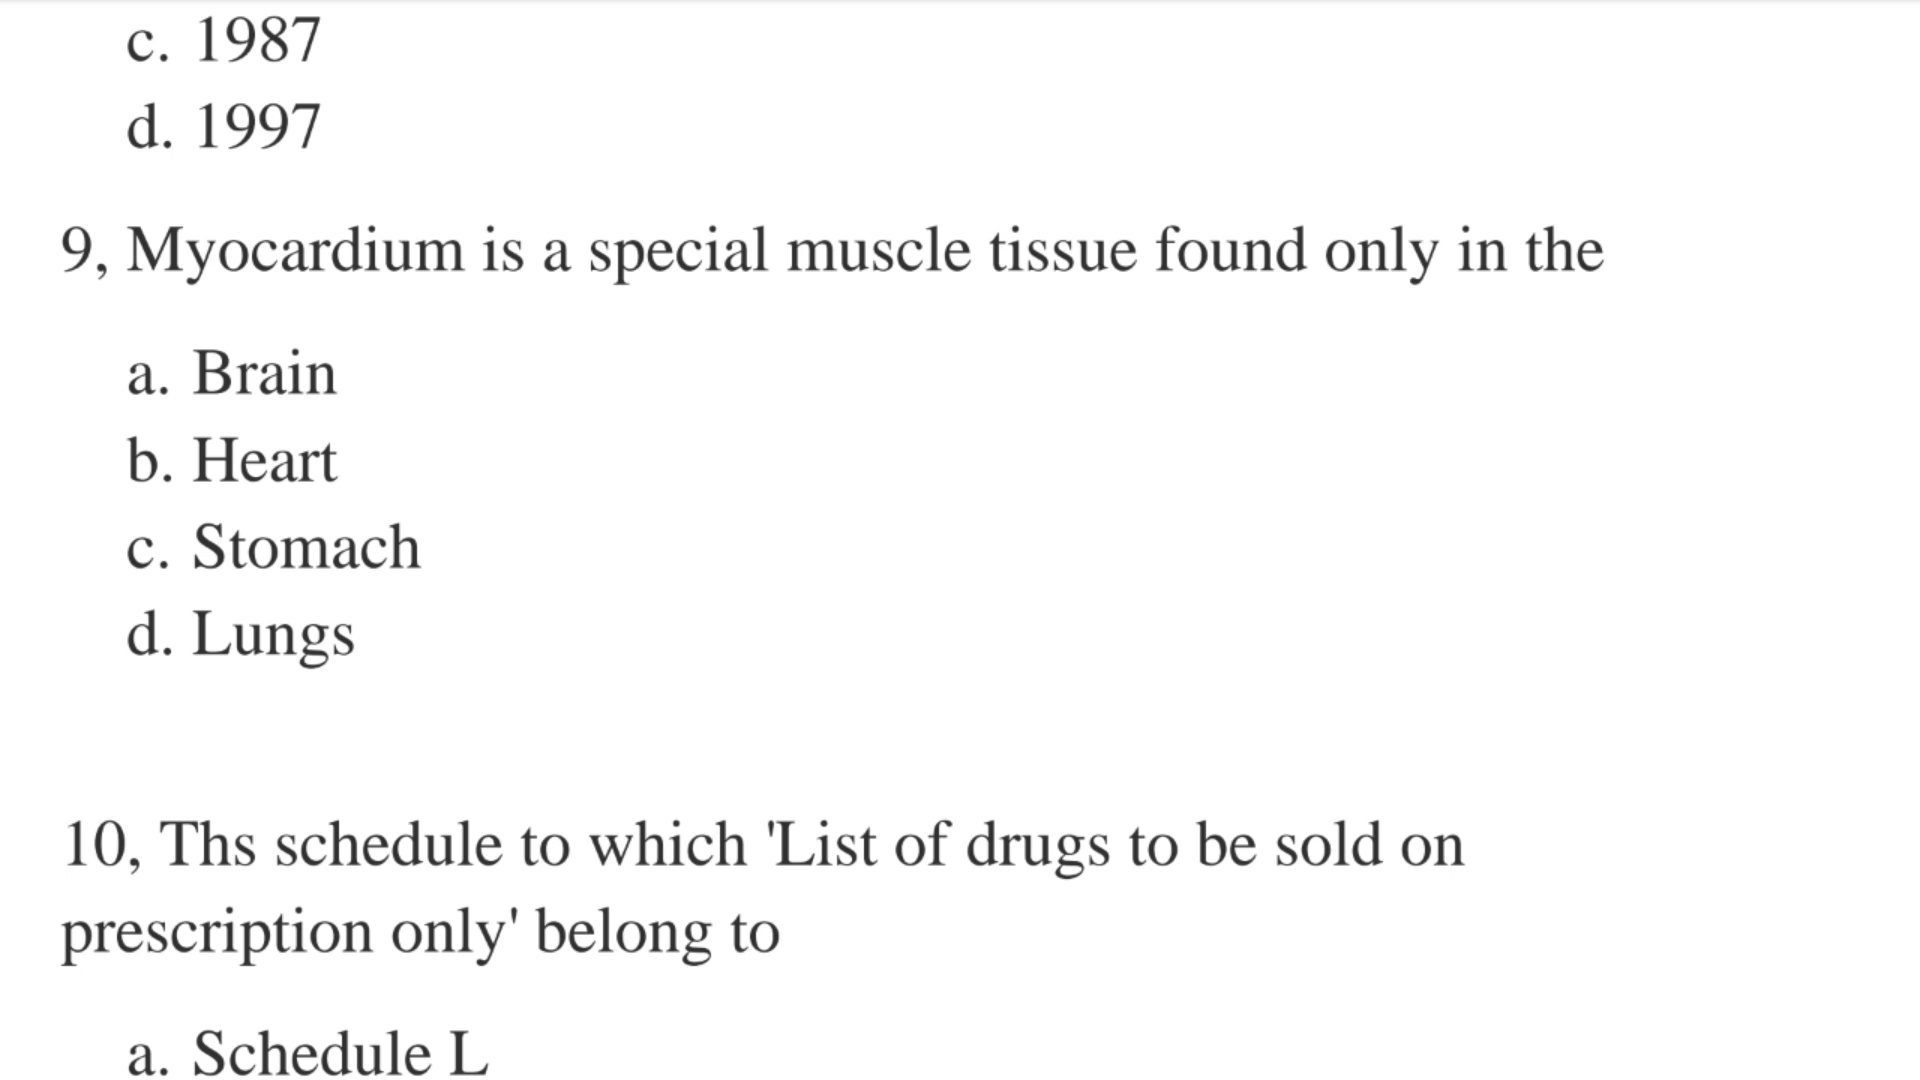 c. 1987
d. 1997
9, Myocardium is a special muscle tissue found only in the
a. Brain
b. Heart
c. Stomach
d. Lungs
10, Ths schedule to which 'List of drugs to be sold on
prescription only' belong to
a. Schedule L